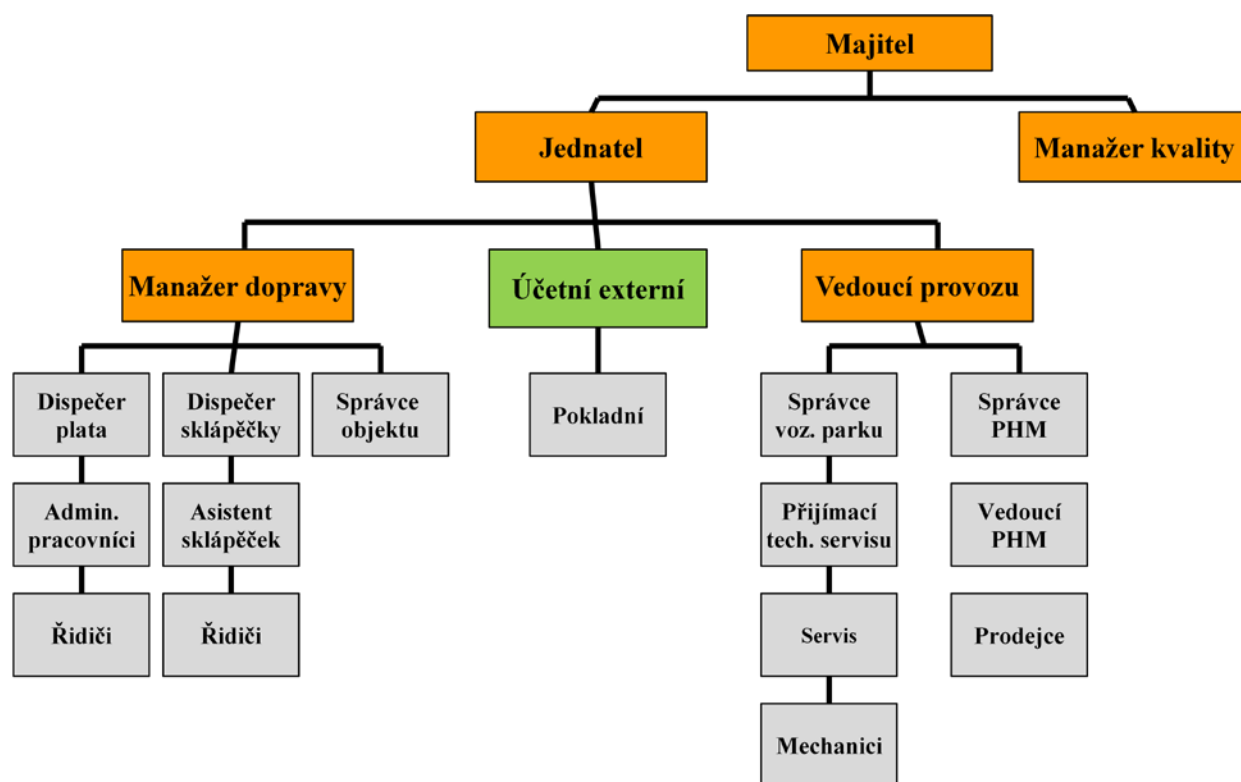 Majitel
Jednatel
Manažer kvality
Manažer dopravy
Účetní externí
Vedoucí provozu
Dispečer
plata
Dispečer
sklápěčky
Správce
objektu
Pokladní
Správce
voz. parku
Správce
PHM
Admin.
pracovníci
Asistent
sklápěček
Přijímací
tech. servisu
Vedoucí
PHM
Řidiči
Řidiči
Servis
Prodejce
Mechanici